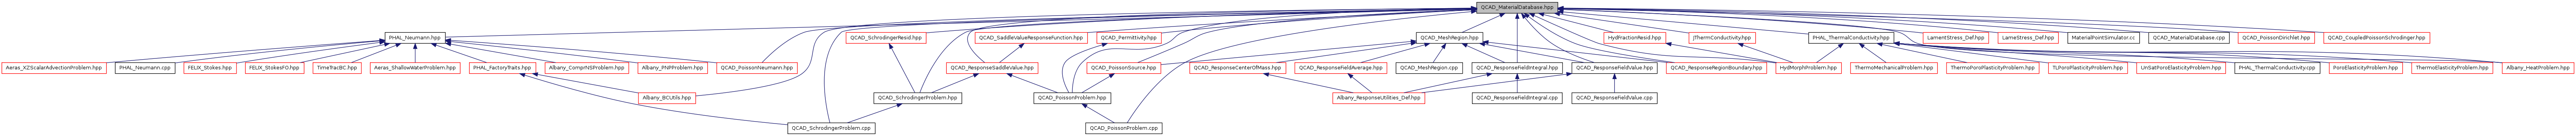 QCAD_MaterialDatabase.hpp
PHAL_Neumann.hpp
QCAD_SchrodingerResid.hpp
QCAD_SaddleValueResponseFunction.hpp
QCAD_Permittivity.hpp
QCAD_MeshRegion.hpp
HydFractionResid.hpp
JThermConductivity.hpp
PHAL_ThermalConductivity.hpp
LamentStress_Def.hpp
LameStress_Def.hpp
MaterialPointSimulator.cc
QCAD_MaterialDatabase.cpp
QCAD_PoissonDirichlet.hpp
QCAD_CoupledPoissonSchrodinger.hpp
Aeras_XZScalarAdvectionProblem.hpp
PHAL_Neumann.cpp
FELIX_Stokes.hpp
FELIX_StokesFO.hpp
TimeTracBC.hpp
Aeras_ShallowWaterProblem.hpp
PHAL_FactoryTraits.hpp
Albany_ComprNSProblem.hpp
Albany_PNPProblem.hpp
QCAD_PoissonNeumann.hpp
QCAD_ResponseSaddleValue.hpp
QCAD_PoissonSource.hpp
QCAD_ResponseCenterOfMass.hpp
QCAD_ResponseFieldAverage.hpp
QCAD_MeshRegion.cpp
QCAD_ResponseFieldIntegral.hpp
QCAD_ResponseFieldValue.hpp
QCAD_ResponseRegionBoundary.hpp
HydMorphProblem.hpp
ThermoMechanicalProblem.hpp
ThermoPoroPlasticityProblem.hpp
TLPoroPlasticityProblem.hpp
UnSatPoroElasticityProblem.hpp
PHAL_ThermalConductivity.cpp
PoroElasticityProblem.hpp
ThermoElasticityProblem.hpp
Albany_HeatProblem.hpp
Albany_BCUtils.hpp
QCAD_SchrodingerProblem.hpp
QCAD_PoissonProblem.hpp
Albany_ResponseUtilities_Def.hpp
QCAD_ResponseFieldIntegral.cpp
QCAD_ResponseFieldValue.cpp
QCAD_SchrodingerProblem.cpp
QCAD_PoissonProblem.cpp